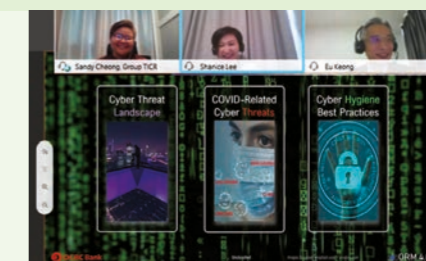 Sandy Cheong, Group TICR
Shanice Lee
Eu Keong
Cyber Threat
Landscape
COVID-Related
Cyber Threats
Cyber Hygiene
Best Practices
OCBC Bank